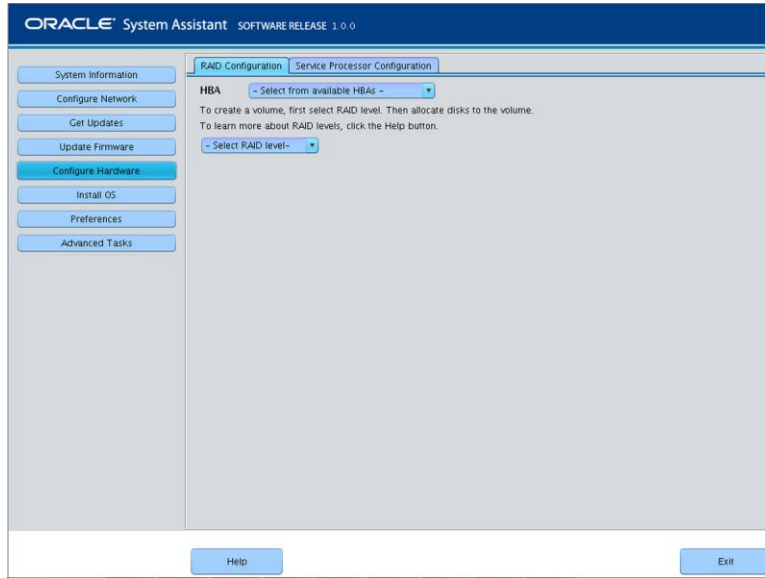 ORACLE System Assistant SOFTWARE RELEASE 1.0.0
System Information
Configure Network
Get Updates
Update Firmware
Configure Hardware
Install OS
Preferences
Advanced Tasks
RAID Configuration Service Processor Configuration
HBA - Select from available HBAs -
To create a volume, first select RAID level. Then allocate disks to the volume.
To learn more about RAID levels, click the Help button.
- Select RAID level-
Help Exit